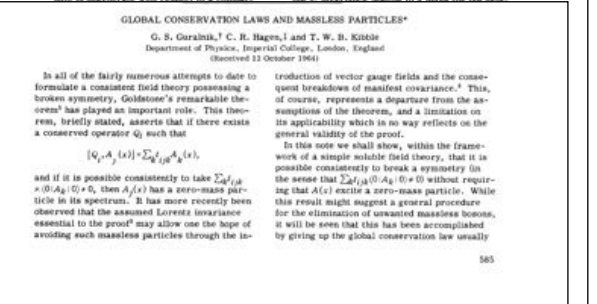 GLOBAL CONSERVATION LAWS AND MASSLESS PARTICLES*
G. S. Guralnik,† C. R. Hagen,‡ and T. W. B. Kibble
Department of Physics, Imperial College, London, England
(Received 12 October 1964)
In all of the fairly numerous attempts to date to
formulate a consistent field theory possessing a
broken symmetry, Goldstone's remarkable the-
orem¹ has played an important role. This theo-
rem, briefly stated, asserts that if there exists
a conserved operator Qᵢ such that
[Qᵢ, Aⱼ(x)] = Σₖtᵢⱼₖ Aₖ(x),
and if it is possible consistently to take Σₖtᵢⱼₖ
×⟨0|Aₖ|0⟩ ≠ 0, then Aⱼ(x) has a zero-mass par-
ticle in its spectrum. It has more recently been
observed that the assumed Lorentz invariance
essential to the proof² may allow one the hope of
avoiding such massless particles through the in-
troduction of vector gauge fields and the conse-
quent breakdown of manifest covariance.³ This,
of course, represents a departure from the as-
sumptions of the theorem, and a limitation on
its applicability which in no way reflects on the
general validity of the proof.
In this note we shall show, within the frame-
work of a simple soluble field theory, that it is
possible consistently to break a symmetry (in
the sense that Σₖtᵢⱼₖ⟨0|Aₖ|0⟩ ≠ 0) without requir-
ing that A(x) excite a zero-mass particle. While
this result might suggest a general procedure
for the elimination of unwanted massless bosons,
it will be seen that this has been accomplished
by giving up the global conservation law usually
585